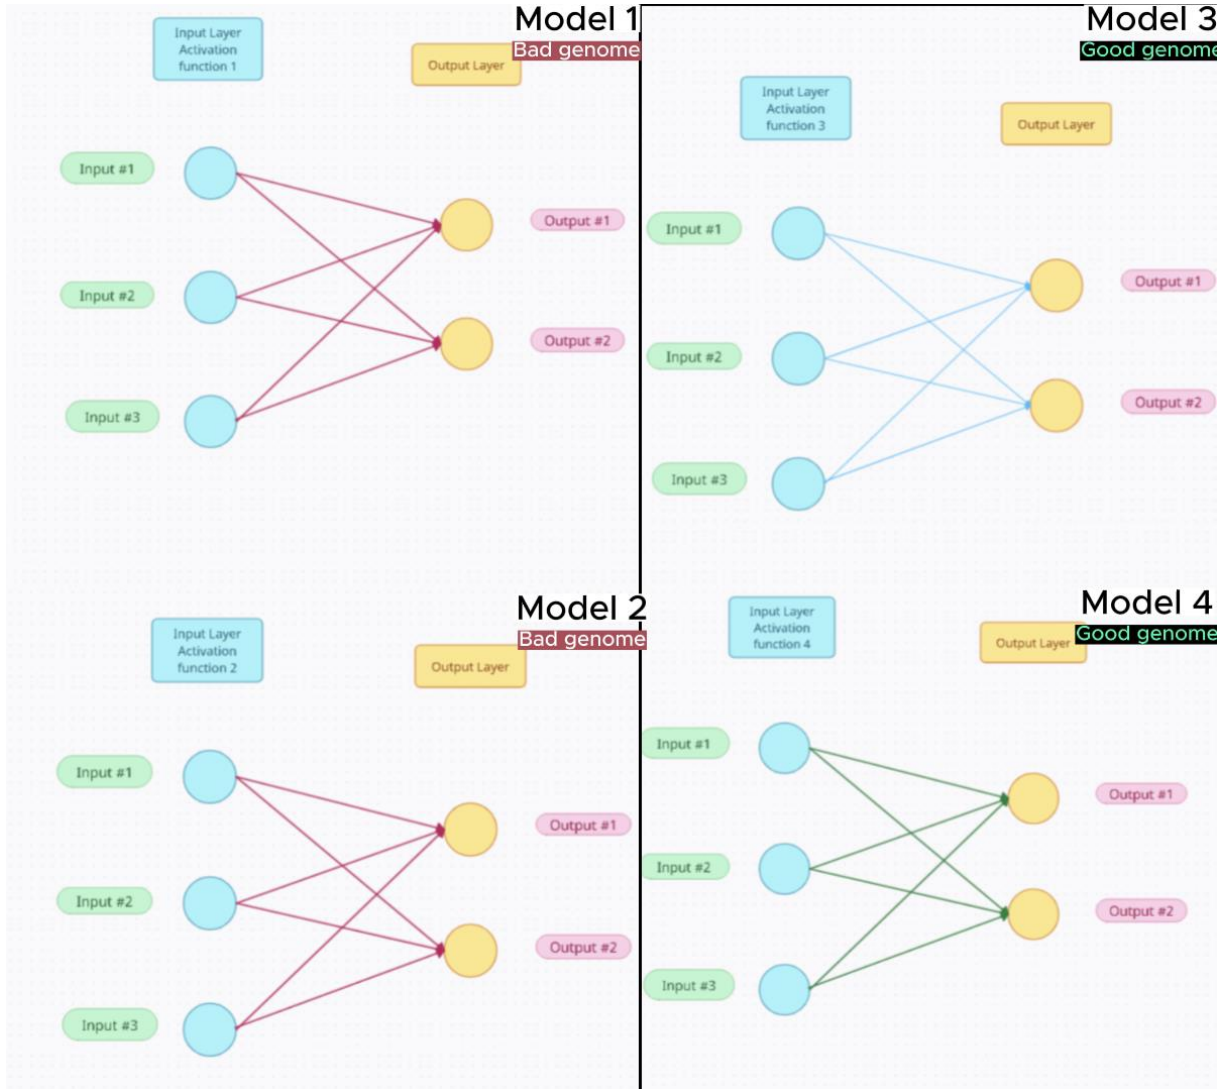 Model 1
Bad genome
Input Layer
Activation
function 1
Output Layer
Input #1
Output #1
Input #2
Output #2
Input #3
Model 3
Good genome
Input Layer
Activation
function 3
Output Layer
Input #1
Output #1
Input #2
Output #2
Input #3
Model 2
Bad genome
Input Layer
Activation
function 2
Output Layer
Input #1
Output #1
Input #2
Output #2
Input #3
Model 4
Good genome
Input Layer
Activation
function 4
Output Layer
Input #1
Output #1
Input #2
Output #2
Input #3